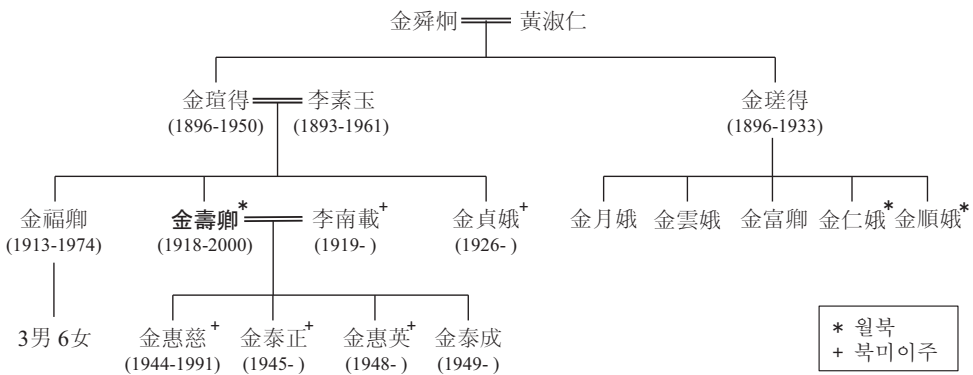 金舜炯 黃淑仁
金瑄得 李素玉 金瑳得
(1896-1950) (1893-1961) (1896-1933)
金福卿 金壽卿* 李南載+ 金貞娥+ 金月娥 金雲娥 金富卿 金仁娥* 金順娥*
(1913-1974) (1918-2000) (1919- ) (1926- )
3男 6女 金惠慈+ 金泰正+ 金惠英+ 金泰成
(1944-1991) (1945- ) (1948- ) (1949- )
* 월북
+ 북미이주